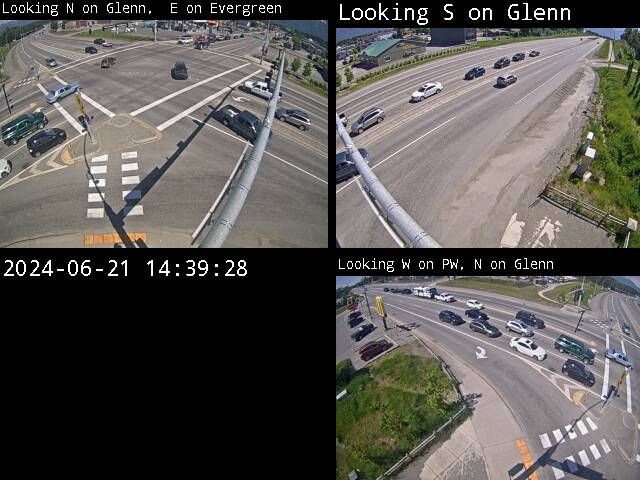 Looking N on Glenn,  E on Evergreen
Looking S on Glenn
2024-06-21 14:39:28
Looking W on PW, N on Glenn